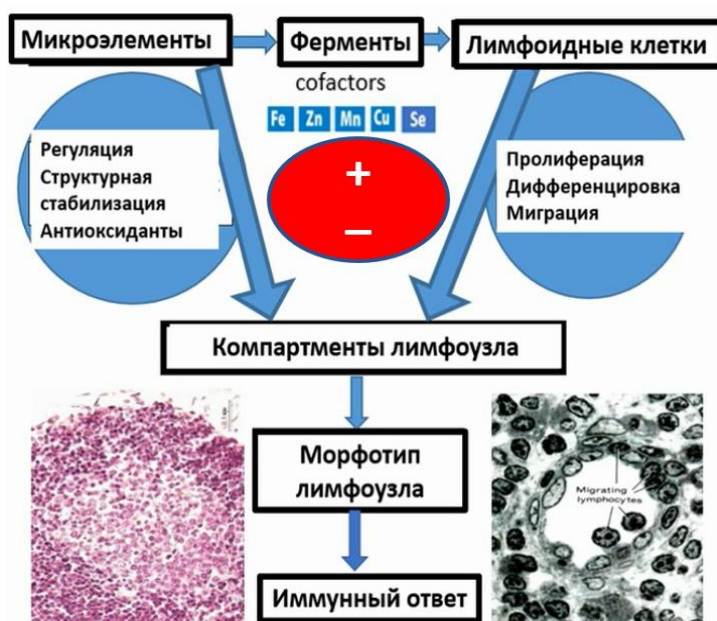 Микроэлементы
Ферменты
Лимфоидные клетки
cofactors
Fe Zn Mn Cu Se
Регуляция
Структурная
стабилизация
Антиоксиданты
+
–
Пролиферация
Дифференцировка
Миграция
Компартменты лимфоузла
Морфотип
лимфоузла
Migrating
lymphocytes
Иммунный ответ